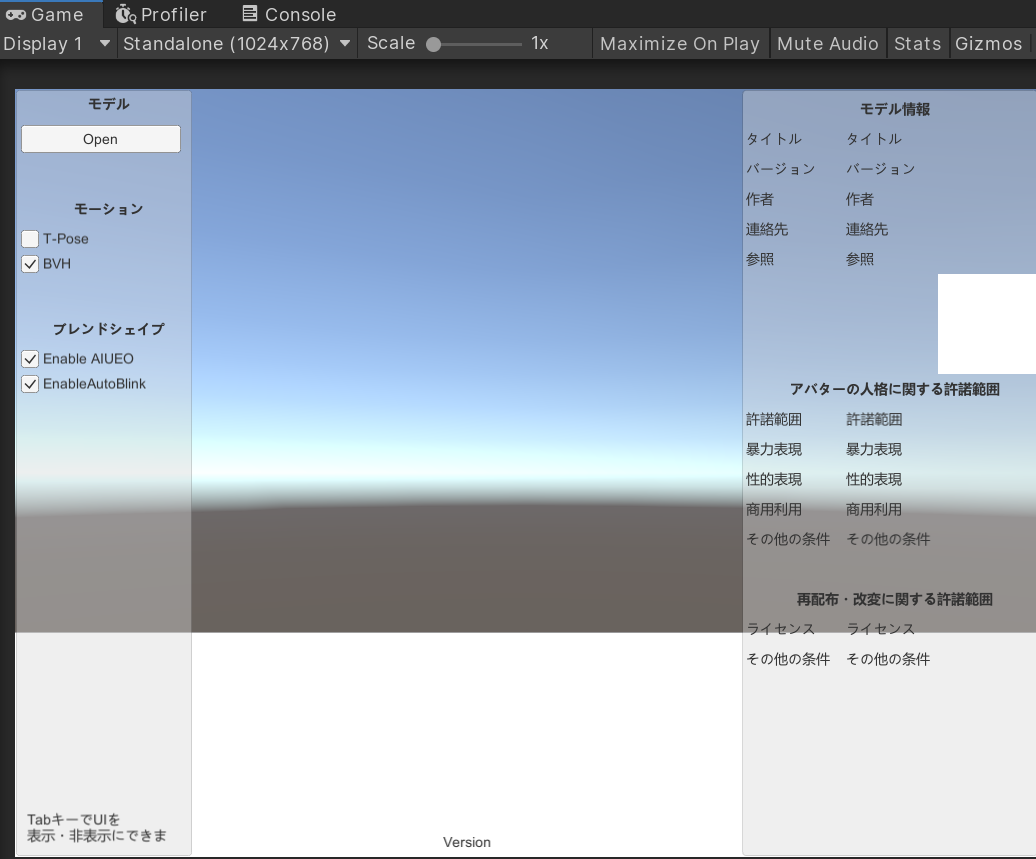 Game Profiler Console
Display 1 Standalone (1024x768) Scale 1x Maximize On Play Mute Audio Stats Gizmos
モデル
Open
モーション
T-Pose
BVH
ブレンドシェイプ
Enable AIUEO
EnableAutoBlink
TabキーでUIを
表示・非表示にできま
Version
モデル情報
タイトル タイトル
バージョン バージョン
作者 作者
連絡先 連絡先
参照 参照
アバターの人格に関する許諾範囲
許諾範囲 許諾範囲
暴力表現 暴力表現
性的表現 性的表現
商用利用 商用利用
その他の条件 その他の条件
再配布・改変に関する許諾範囲
ライセンス ライセンス
その他の条件 その他の条件